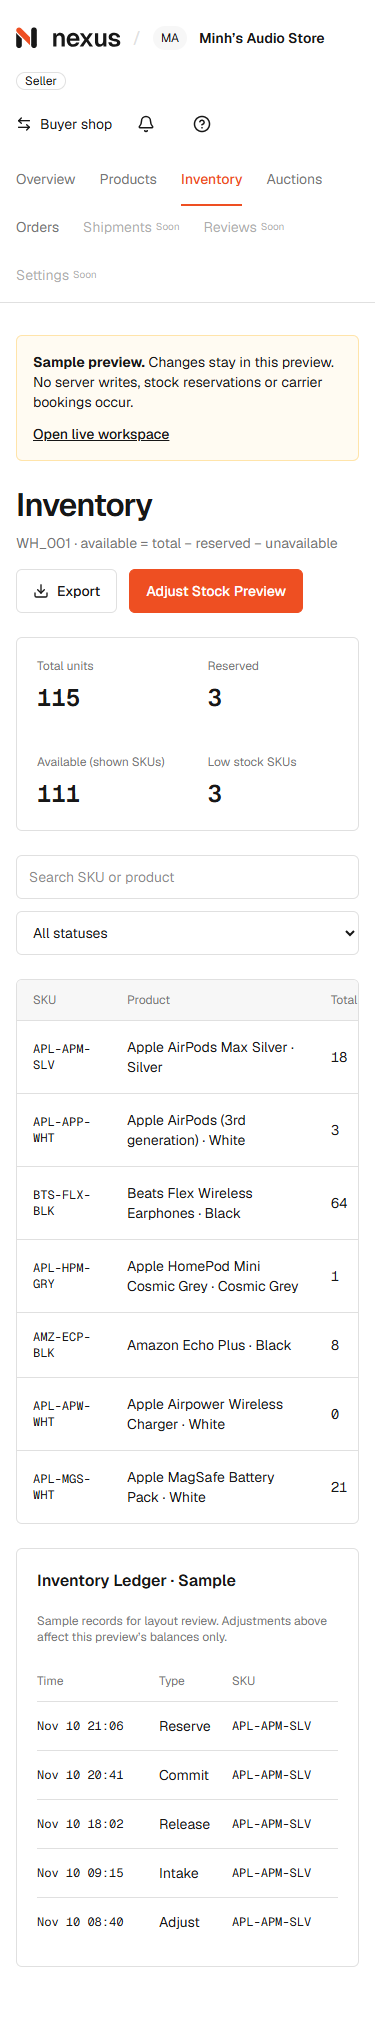 nexus / MA Minh's Audio Store
Seller
Buyer shop
Overview Products Inventory Auctions
Orders Shipments Soon Reviews Soon
Settings Soon
Sample preview. Changes stay in this preview.
No server writes, stock reservations or carrier
bookings occur.
Open live workspace
Inventory
WH_001 · available = total − reserved − unavailable
Export Adjust Stock Preview
Total units Reserved
115 3
Available (shown SKUs) Low stock SKUs
111 3
Search SKU or product
All statuses
SKU Product Total
APL-APM-SLV Apple AirPods Max Silver · Silver 18
APL-APP-WHT Apple AirPods (3rd generation) · White 3
BTS-FLX-BLK Beats Flex Wireless Earphones · Black 64
APL-HPM-GRY Apple HomePod Mini Cosmic Grey · Cosmic Grey 1
AMZ-ECP-BLK Amazon Echo Plus · Black 8
APL-APW-WHT Apple Airpower Wireless Charger · White 0
APL-MGS-WHT Apple MagSafe Battery Pack · White 21
Inventory Ledger · Sample
Sample records for layout review. Adjustments above
affect this preview's balances only.
Time Type SKU
Nov 10 21:06 Reserve APL-APM-SLV
Nov 10 20:41 Commit APL-APM-SLV
Nov 10 18:02 Release APL-APM-SLV
Nov 10 09:15 Intake APL-APM-SLV
Nov 10 08:40 Adjust APL-APM-SLV